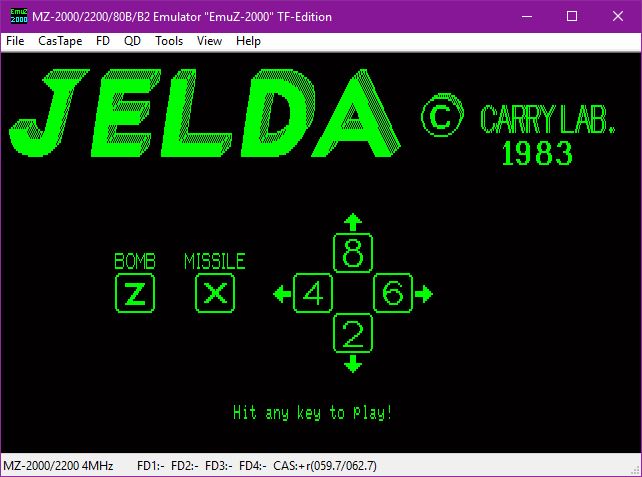 EmuZ 2000 MZ-2000/2200/80B/B2 Emulator "EmuZ-2000" TF-Edition
File CasTape FD QD Tools View Help
JELDA © CARRY LAB.
1983
8
BOMB MISSILE
Z X 4 6
2
Hit any key to play!
MZ-2000/2200 4MHz FD1:- FD2:- FD3:- FD4:- CAS:+r(059.7/062.7)